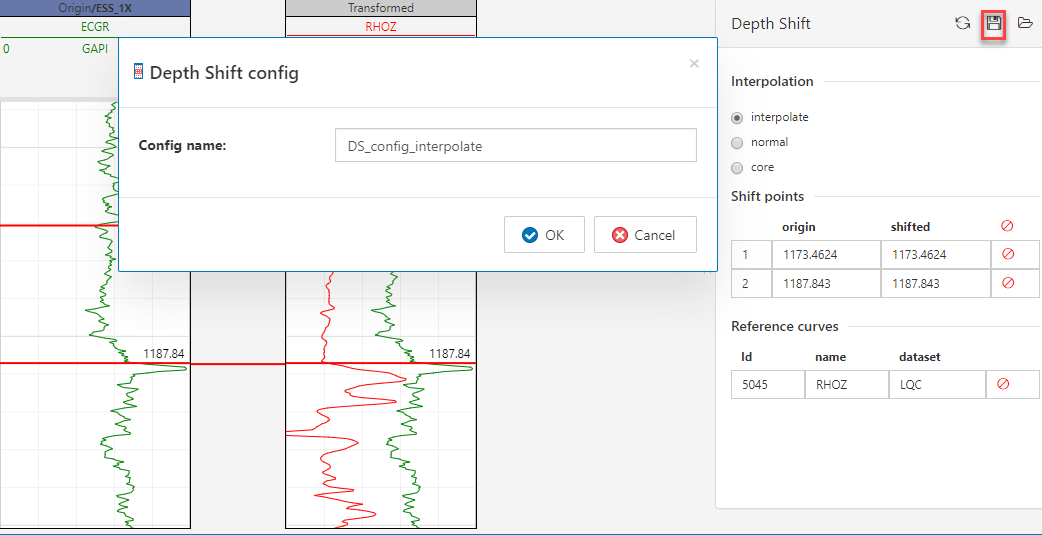 Origin/ESS_1X
ECGR
0 GAPI
Transformed
RHOZ
Depth Shift config
×
Config name:
DS_config_interpolate
OK
Cancel
1187.84
1187.84
Depth Shift
Interpolation
interpolate
normal
core
Shift points
origin shifted
1 1173.4624 1173.4624
2 1187.843 1187.843
Reference curves
Id name dataset
5045 RHOZ LQC